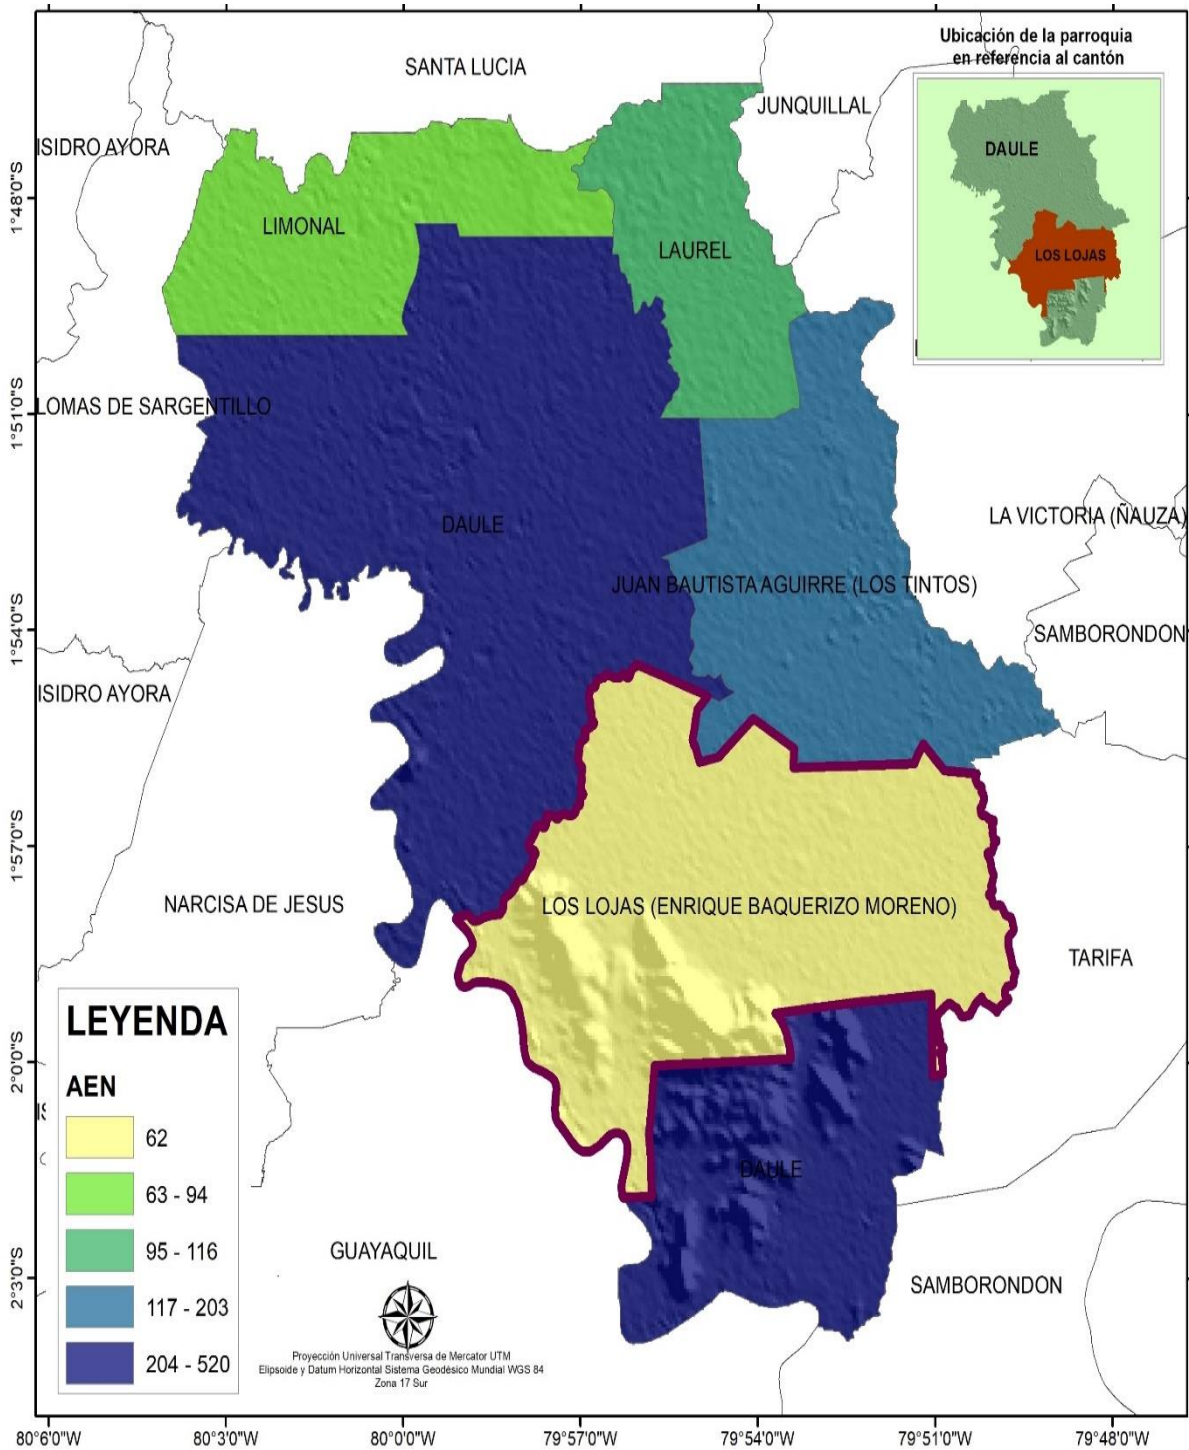 Ubicación de la parroquia
en referencia al cantón
DAULE
LOS LOJAS
SANTA LUCIA
JUNQUILLAL
ISIDRO AYORA
LIMONAL
LAUREL
LOMAS DE SARGENTILLO
DAULE
LA VICTORIA (ÑAUZA)
JUAN BAUTISTA AGUIRRE (LOS TINTOS)
SAMBORONDON
ISIDRO AYORA
NARCISA DE JESUS
LOS LOJAS (ENRIQUE BAQUERIZO MORENO)
TARIFA
DAULE
GUAYAQUIL
SAMBORONDON
LEYENDA
AEN
62
63 - 94
95 - 116
117 - 203
204 - 520
Proyección Universal Transversa de Mercator UTM
Elipsoide y Datum Horizontal Sistema Geodésico Mundial WGS 84
Zona 17 Sur
1°48'0"S
1°51'0"S
1°54'0"S
1°57'0"S
2°0'0"S
2°3'0"S
80°6'0"W
80°3'0"W
80°0'0"W
79°57'0"W
79°54'0"W
79°51'0"W
79°48'0"W